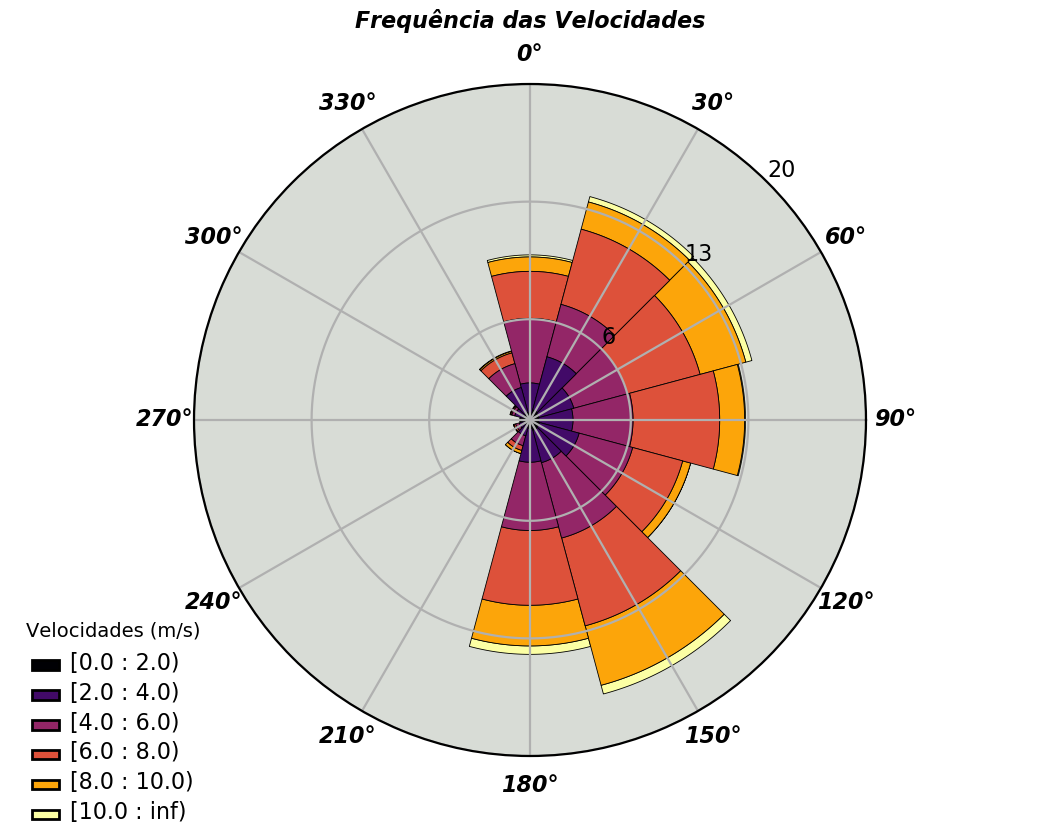 Frequência das Velocidades
0°
330°
30°
20
300°
60°
13
6
270°
90°
240°
120°
210°
150°
180°
Velocidades (m/s)
[0.0 : 2.0)
[2.0 : 4.0)
[4.0 : 6.0)
[6.0 : 8.0)
[8.0 : 10.0)
[10.0 : inf)